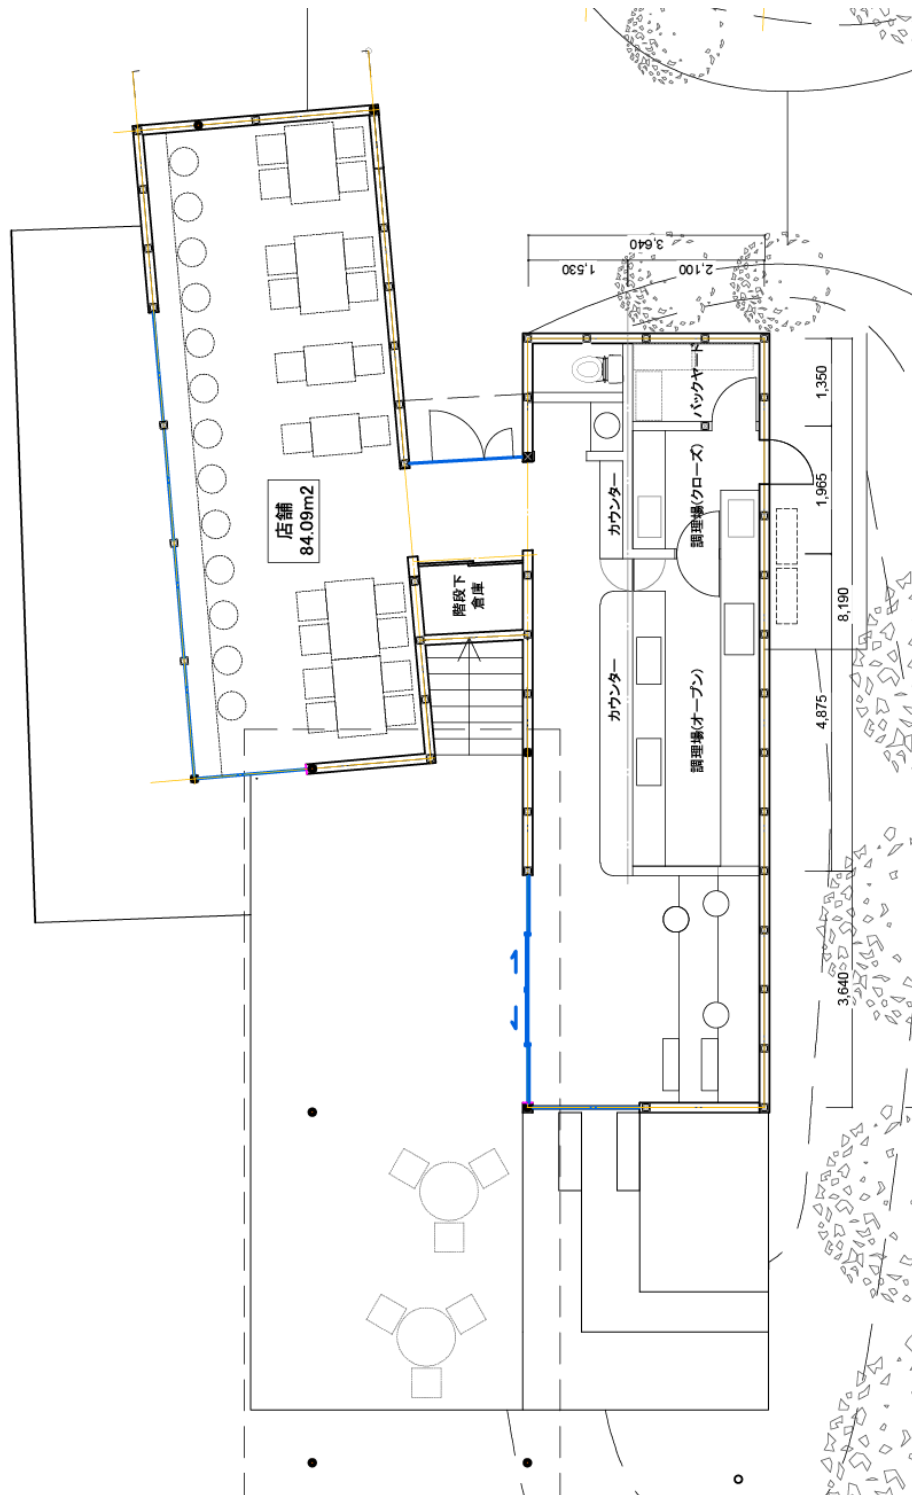 3,640
1,530
2,100
バックヤード
1,350
カウンター
調理場(クローズ)
1,965
店舗
84.09m2
階段下
倉庫
8,190
カウンター
調理場(オープン)
4,875
3,640